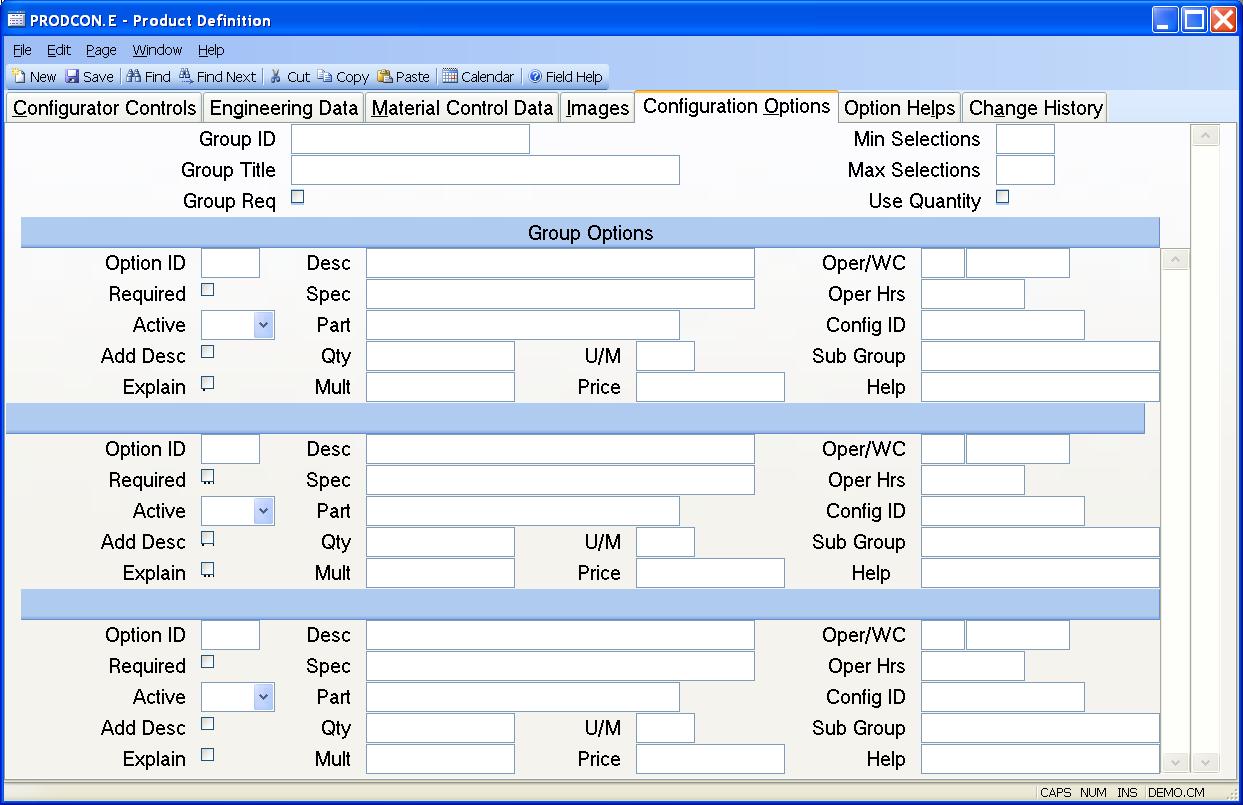 PRODCON.E - Product Definition
File Edit Page Window Help
New Save Find Find Next Cut Copy Paste Calendar Field Help
Configurator Controls Engineering Data Material Control Data Images Configuration Options Option Helps Change History
Group ID Min Selections
Group Title Max Selections
Group Req Use Quantity
Group Options
Option ID Desc Oper/WC
Required Spec Oper Hrs
Active Part Config ID
Add Desc Qty U/M Sub Group
Explain Mult Price Help
Option ID Desc Oper/WC
Required Spec Oper Hrs
Active Part Config ID
Add Desc Qty U/M Sub Group
Explain Mult Price Help
Option ID Desc Oper/WC
Required Spec Oper Hrs
Active Part Config ID
Add Desc Qty U/M Sub Group
Explain Mult Price Help
CAPS NUM INS DEMO.CM